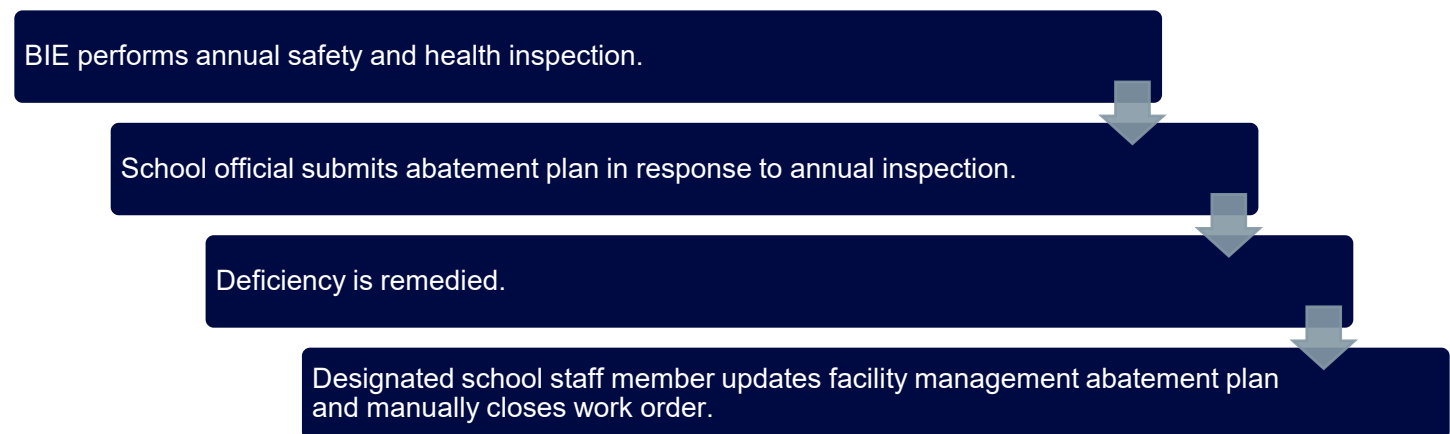 BIE performs annual safety and health inspection.
School official submits abatement plan in response to annual inspection.
Deficiency is remedied.
Designated school staff member updates facility management abatement plan
and manually closes work order.